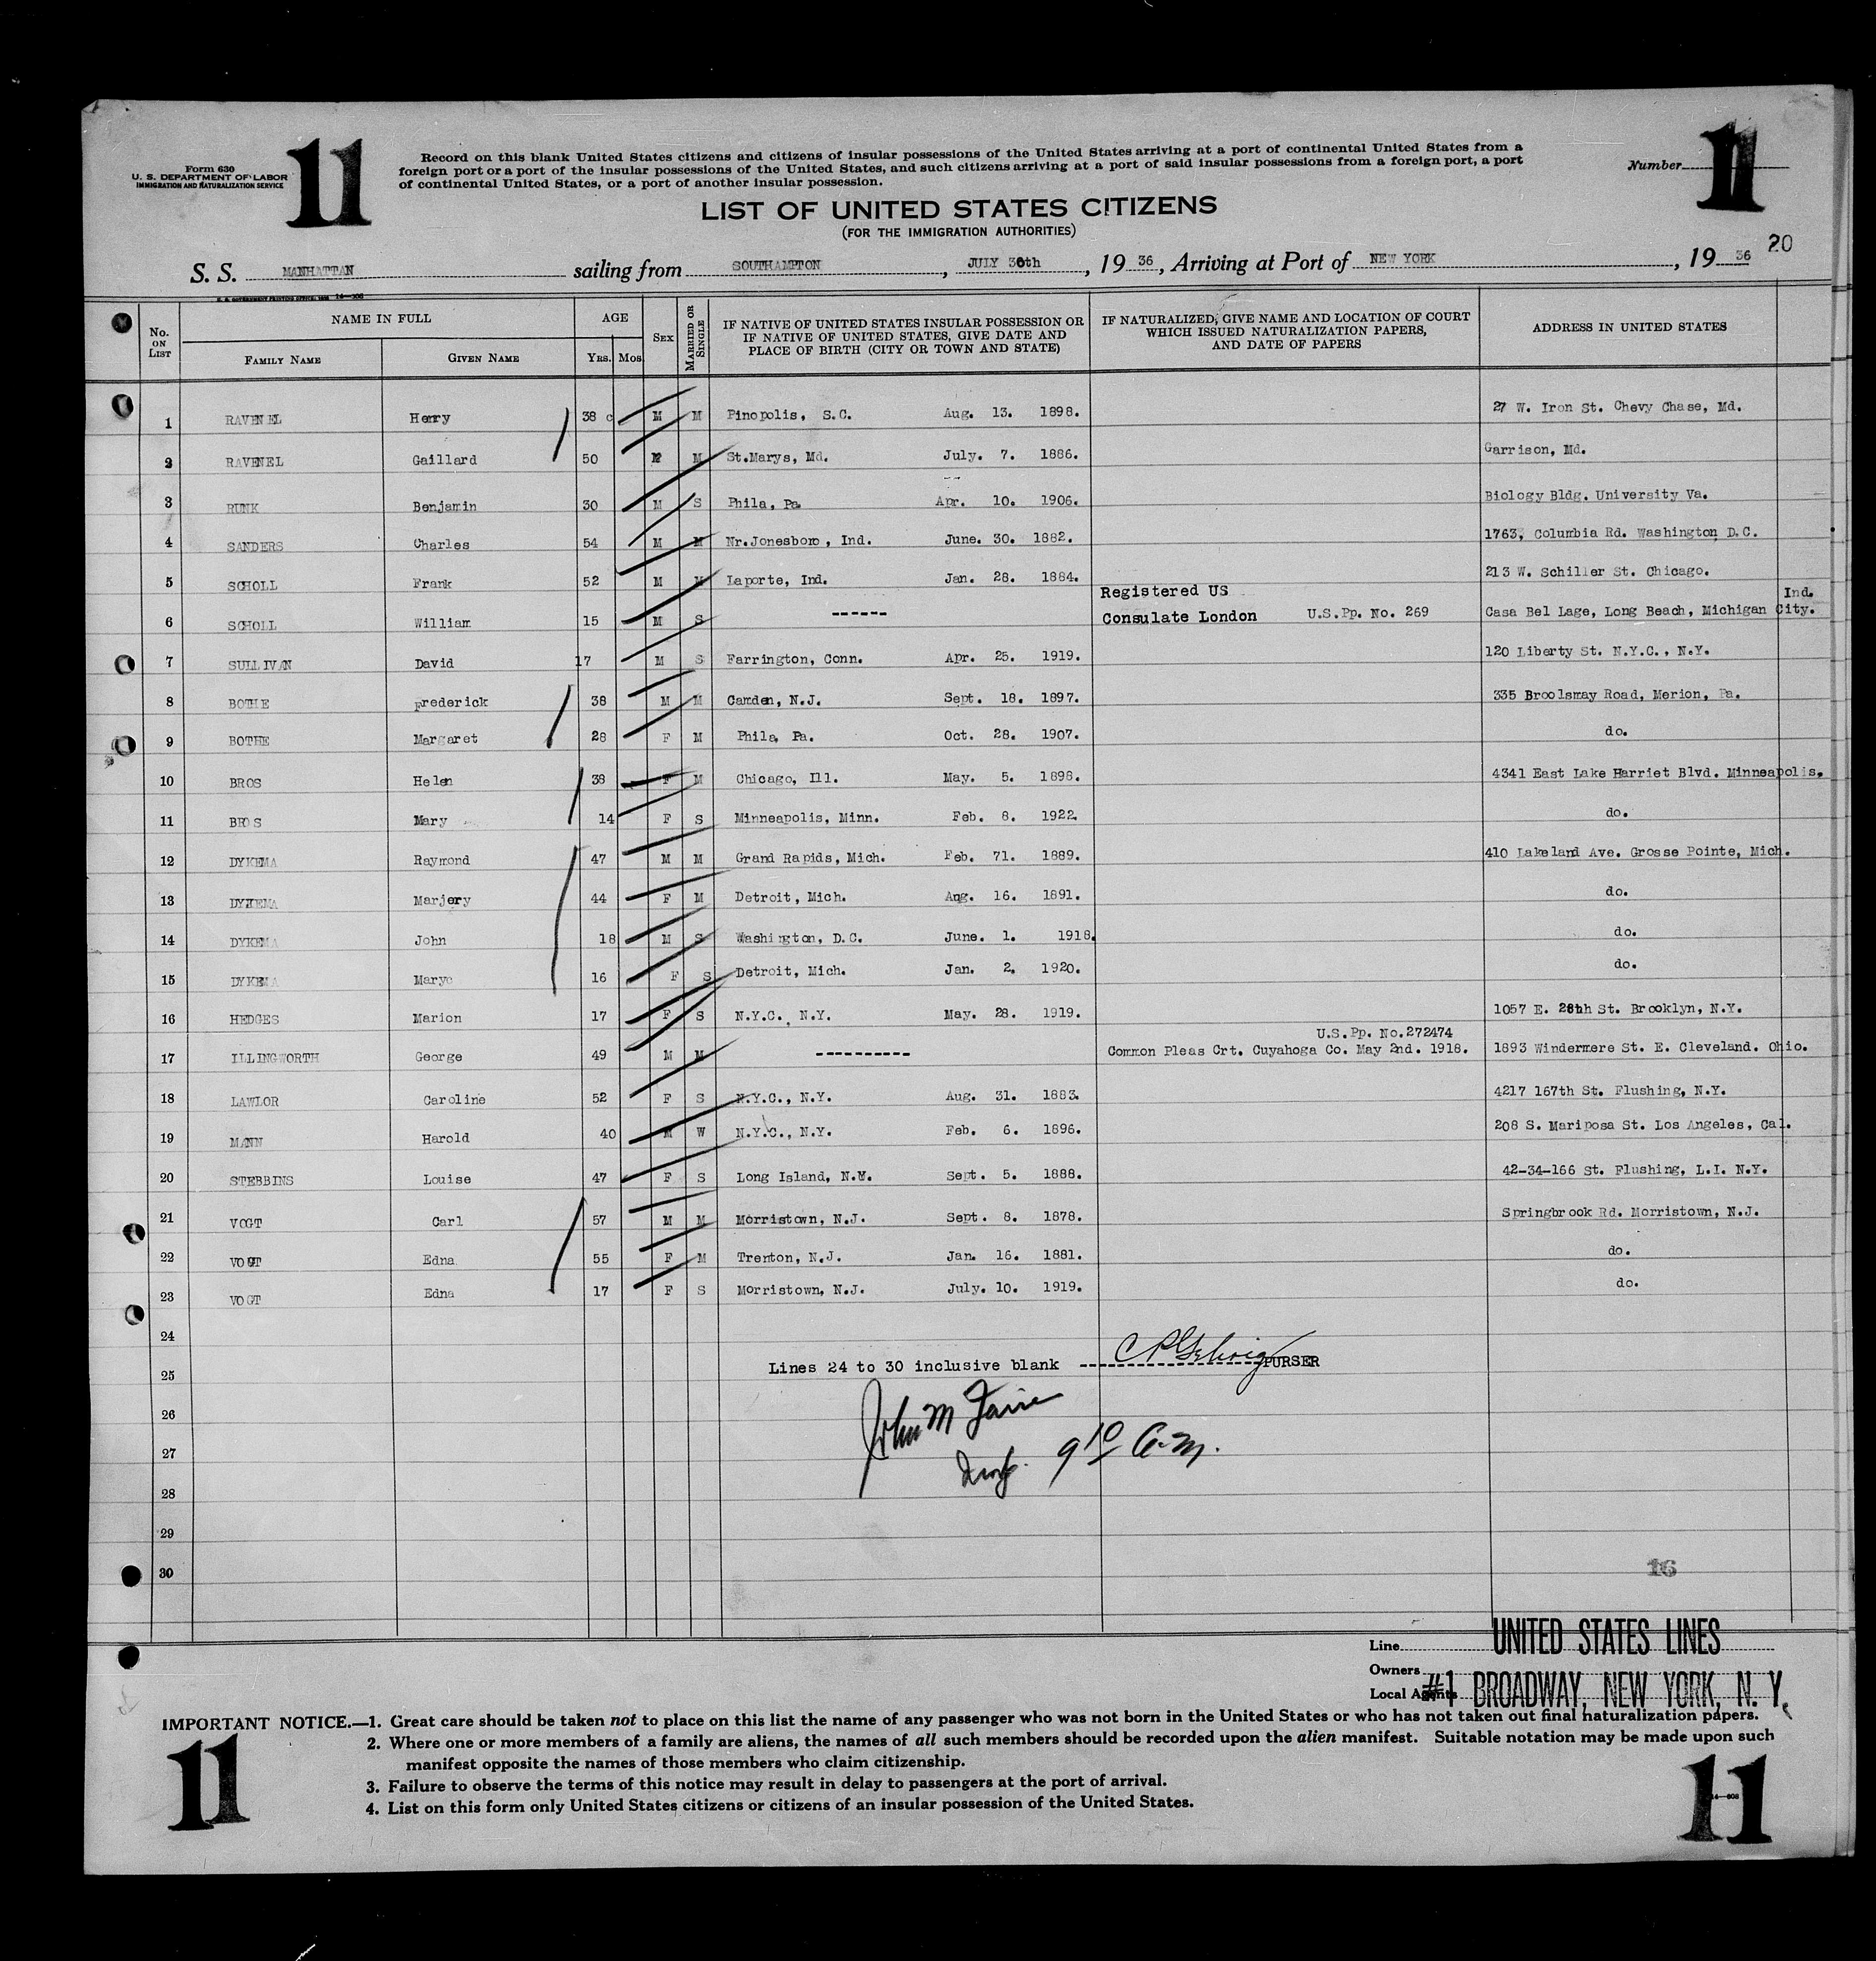 11
Form 630
U. S. DEPARTMENT OF LABOR
IMMIGRATION AND NATURALIZATION SERVICE
Record on this blank United States citizens and citizens of insular possessions of the United States arriving at a port of continental United States from a
foreign port or a port of the insular possessions of the United States, and such citizens arriving at a port of said insular possessions from a foreign port, a port
of continental United States, or a port of another insular possession.
Number 11
LIST OF UNITED STATES CITIZENS
(FOR THE IMMIGRATION AUTHORITIES)
20
S. S. MANHATTAN sailing from SOUTHAMPTON, JULY 30th, 19 36, Arriving at Port of NEW YORK, 19 36
No. ON LIST NAME IN FULL AGE SEX MARRIED OR SINGLE IF NATIVE OF UNITED STATES INSULAR POSSESSION OR IF NATIVE OF UNITED STATES, GIVE DATE AND PLACE OF BIRTH (CITY OR TOWN AND STATE) IF NATURALIZED, GIVE NAME AND LOCATION OF COURT WHICH ISSUED NATURALIZATION PAPERS, AND DATE OF PAPERS ADDRESS IN UNITED STATES
FAMILY NAME GIVEN NAME YRS. MOS
1 RAVENEL Henry 38 M M Pinopolis, S.C. Aug. 13. 1898. 27 W. Iron St. Chevy Chase, Md.
2 RAVENEL Gaillard 50 M St.Marys, Md. July. 7. 1886. Garrison, Md.
3 RUNK Benjamin 30 M S Phila, Pa. Apr. 10. 1906. Biology Bldg. University Va.
4 SANDERS Charles 54 M M Nr.Jonesboro, Ind. June. 30. 1882. 1763, Columbia Rd. Washington D.C.
5 SCHOLL Frank 52 M M Laporte, Ind. Jan. 28. 1884. 213 W. Schiller St. Chicago.
Registered US Ind.
6 SCHOLL William 15 M S ------ Consulate London U.S.Pp. No. 269 Casa Bel Lage, Long Beach, Michigan City.
7 SULLIVAN David 17 M S Farrington, Conn. Apr. 25. 1919. 120 Liberty St. N.Y.C., N.Y.
8 BOTHE Frederick 38 M M Camden, N.J. Sept. 18. 1897. 335 Broolsmay Road, Merion, Pa.
9 BOTHE Margaret 28 F M Phila, Pa. Oct. 28. 1907. do.
10 BROS Helen 38 F M Chicago, Ill. May. 5. 1898. 4341 East Lake Harriet Blvd. Minneapolis.
11 BROS Mary 14 F S Minneapolis, Minn. Feb. 8. 1922. do.
12 DYKEMA Raymond 47 M M Grand Rapids, Mich. Feb. 71. 1889. 410 Lakeland Ave. Grosse Pointe, Mich.
13 DYKEMA Marjery 44 F M Detroit, Mich. Aug. 16. 1891. do.
14 DYKEMA John 18 M S Washington, D.C. June. 1. 1918. do.
15 DYKEMA Marye 16 F S Detroit, Mich. Jan. 2. 1920. do.
16 HEDGES Marion 17 F S N.Y.C., N.Y. May. 28. 1919. 1057 E. 28th St. Brooklyn, N.Y.
U.S.Pp. No.272474
17 ILLINGWORTH George 49 M M ---------- Common Pleas Crt. Cuyahoga Co. May 2nd. 1918. 1893 Windermere St. E. Cleveland. Ohio.
18 LAWLOR Caroline 52 F S N.Y.C., N.Y. Aug. 31. 1883. 4217 167th St. Flushing, N.Y.
19 MANN Harold 40 M W N.Y.C., N.Y. Feb. 6. 1896. 208 S. Mariposa St. Los Angeles, Cal.
20 STEBBINS Louise 47 F S Long Island, N.Y. Sept. 5. 1888. 42-34-166 St. Flushing, L.I. N.Y.
21 VOGT Carl 57 M M Morristown, N.J. Sept. 8. 1878. Springbrook Rd. Morristown, N.J.
22 VOGT Edna 55 F M Trenton, N.J. Jan. 16. 1881. do.
23 VOGT Edna 17 F S Morristown, N.J. July. 10. 1919. do.
24
25 Lines 24 to 30 inclusive blank PURSER
26 John M
27 9 10 a.m.
28
29
30
16
Line UNITED STATES LINES
Owners
Local Agents #1 BROADWAY, NEW YORK, N. Y.
IMPORTANT NOTICE.—1. Great care should be taken not to place on this list the name of any passenger who was not born in the United States or who has not taken out final naturalization papers.
2. Where one or more members of a family are aliens, the names of all such members should be recorded upon the alien manifest. Suitable notation may be made upon such
manifest opposite the names of those members who claim citizenship.
3. Failure to observe the terms of this notice may result in delay to passengers at the port of arrival.
4. List on this form only United States citizens or citizens of an insular possession of the United States.
11
11